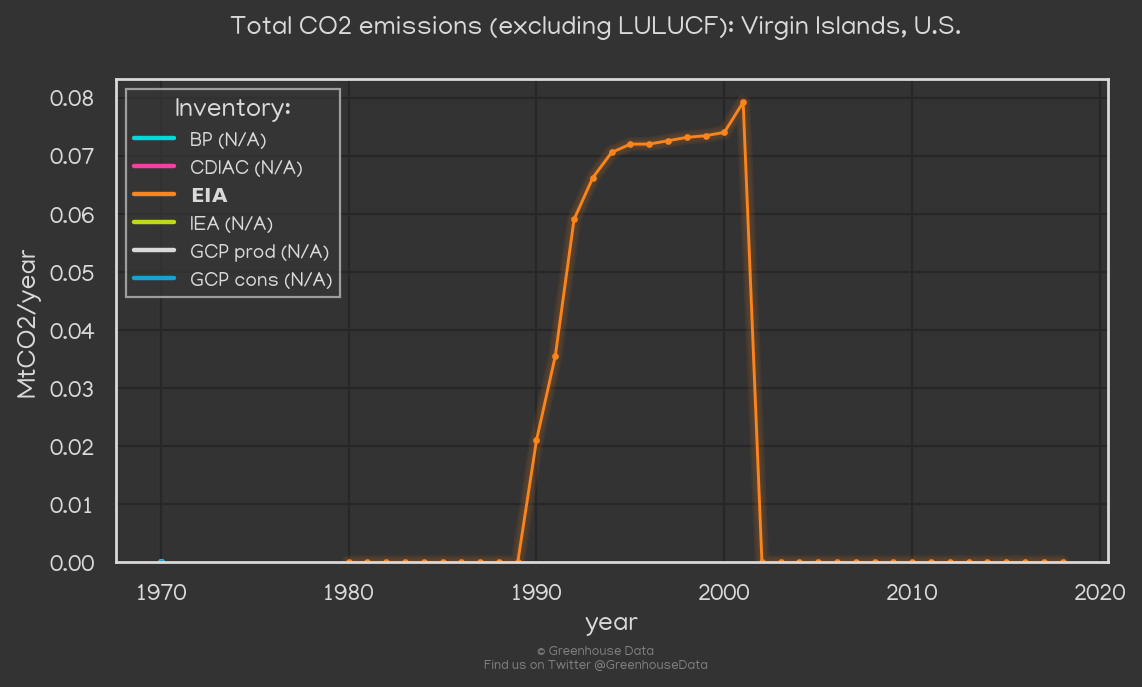 Total CO2 emissions (excluding LULUCF): Virgin Islands, U.S.
MtCO2/year
0.08
0.07
0.06
0.05
0.04
0.03
0.02
0.01
0.00
Inventory:
BP (N/A)
CDIAC (N/A)
EIA
IEA (N/A)
GCP prod (N/A)
GCP cons (N/A)
1970 1980 1990 2000 2010 2020
year
© Greenhouse Data
Find us on Twitter @GreenhouseData